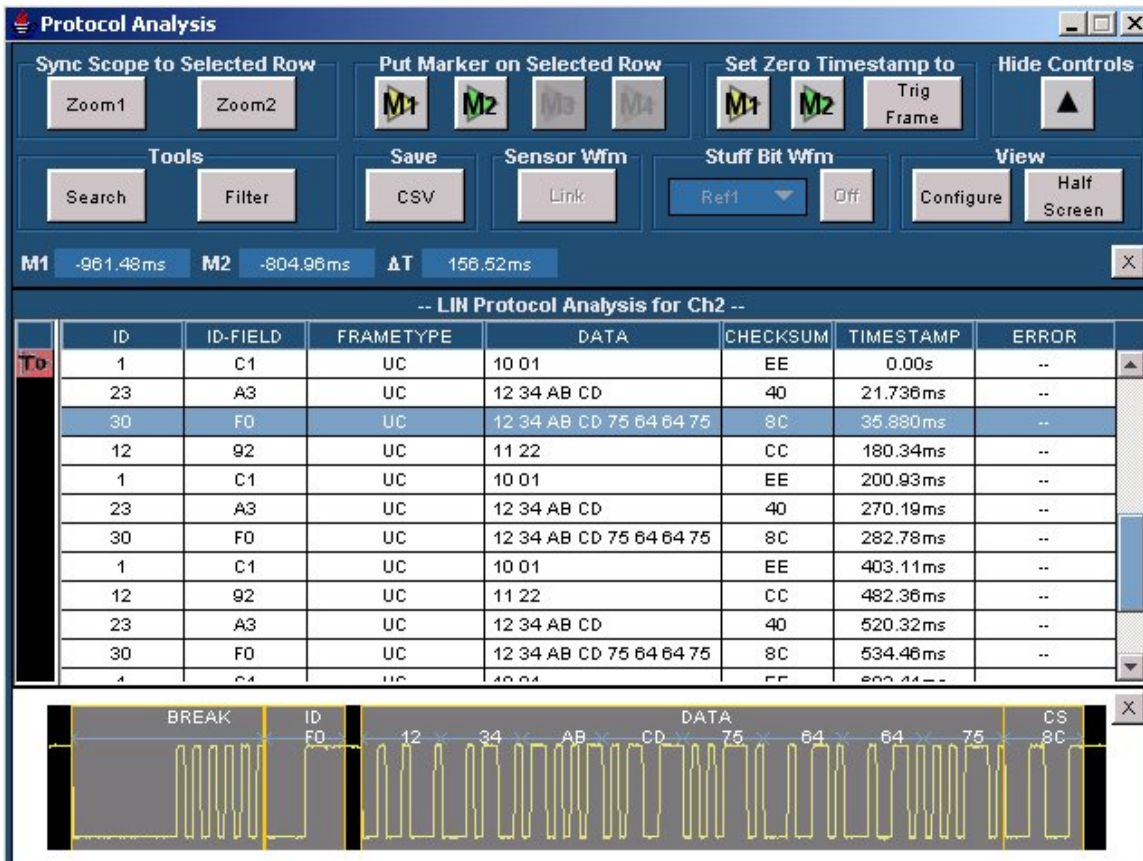 Protocol Analysis
Sync Scope to Selected Row Put Marker on Selected Row Set Zero Timestamp to Hide Controls
Zoom1 Zoom2 M1 M2 M3 M4 M1 M2 Trig Frame
Tools Save Sensor Wfm Stuff Bit Wfm View
Search Filter CSV Link Ref1 Off Configure Half Screen
M1 -961.48ms M2 -804.96ms ΔT 156.52ms X
-- LIN Protocol Analysis for Ch2 --
ID ID-FIELD FRAMETYPE DATA CHECKSUM TIMESTAMP ERROR
To 1 C1 UC 10 01 EE 0.00s --
23 A3 UC 12 34 AB CD 40 21.736ms --
30 F0 UC 12 34 AB CD 75 64 64 75 8C 35.880ms --
12 92 UC 11 22 CC 180.34ms --
1 C1 UC 10 01 EE 200.93ms --
23 A3 UC 12 34 AB CD 40 270.19ms --
30 F0 UC 12 34 AB CD 75 64 64 75 8C 282.78ms --
1 C1 UC 10 01 EE 403.11ms --
12 92 UC 11 22 CC 482.36ms --
23 A3 UC 12 34 AB CD 40 520.32ms --
30 F0 UC 12 34 AB CD 75 64 64 75 8C 534.46ms --
BREAK ID DATA CS X
F0 12 34 AB CD 75 64 64 75 8C